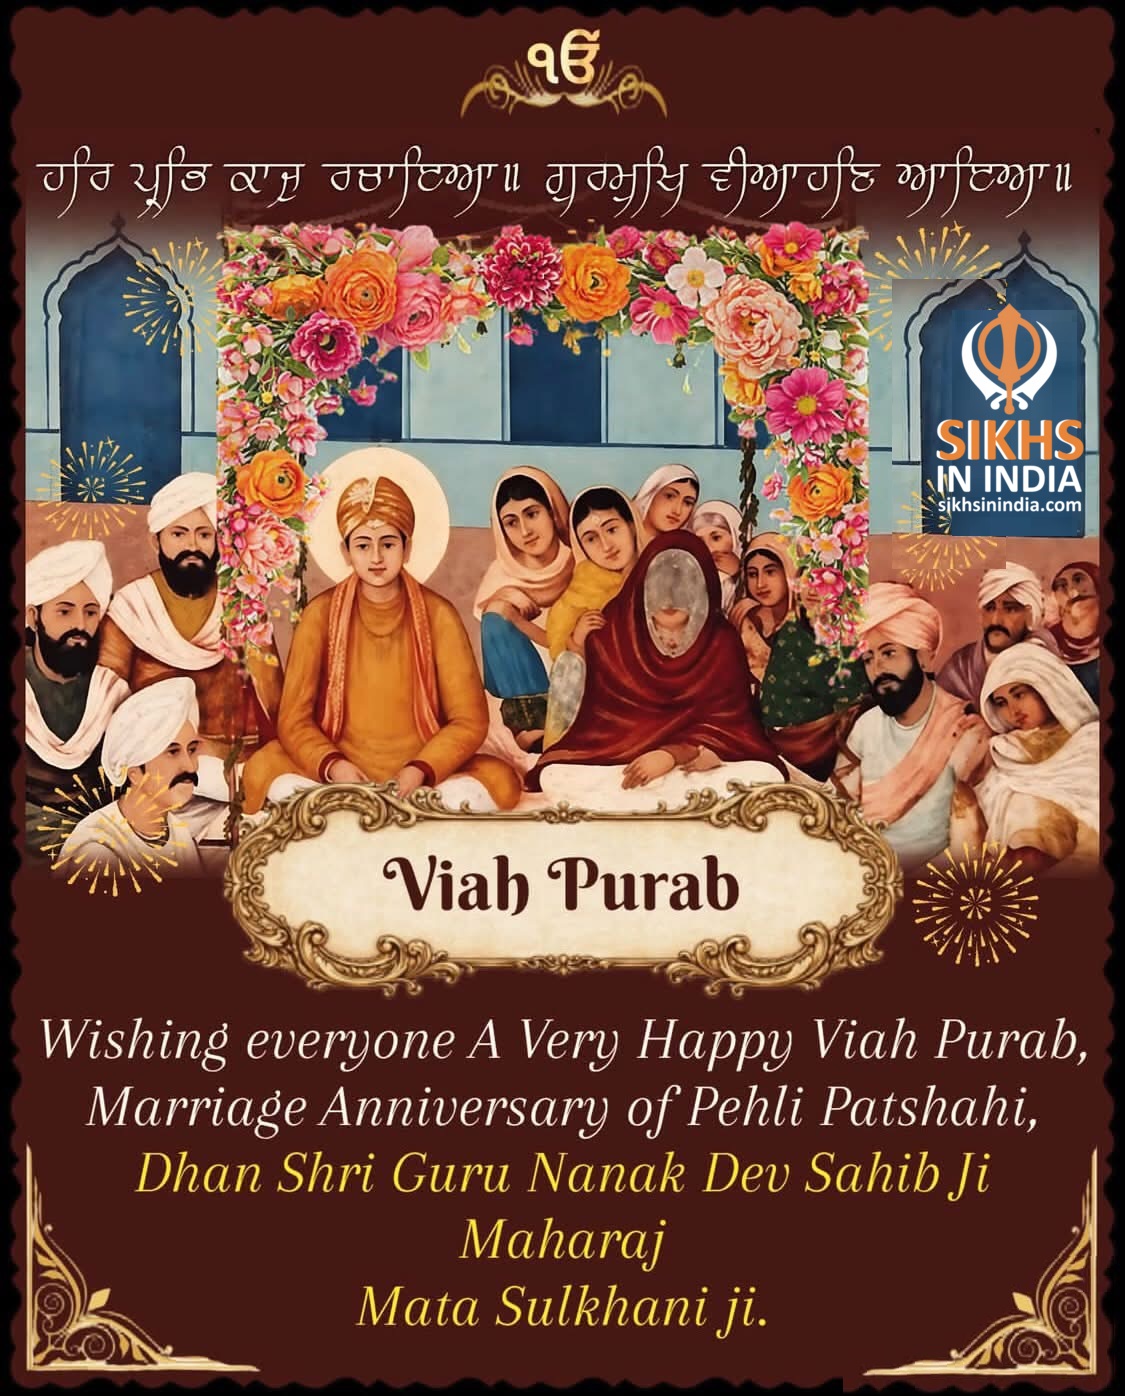 ੴ
ਹਰਿ ਪ੍ਰਭਿ ਕਾਜੁ ਰਚਾਇਆ॥ ਗੁਰਮੁਖਿ ਵੀਆਹਣਿ ਆਇਆ॥
SIKHS
IN INDIA
sikhsinindia.com
Viah Purab
Wishing everyone A Very Happy Viah Purab,
Marriage Anniversary of Pehli Patshahi,
Dhan Shri Guru Nanak Dev Sahib Ji
Maharaj
Mata Sulkhani ji.